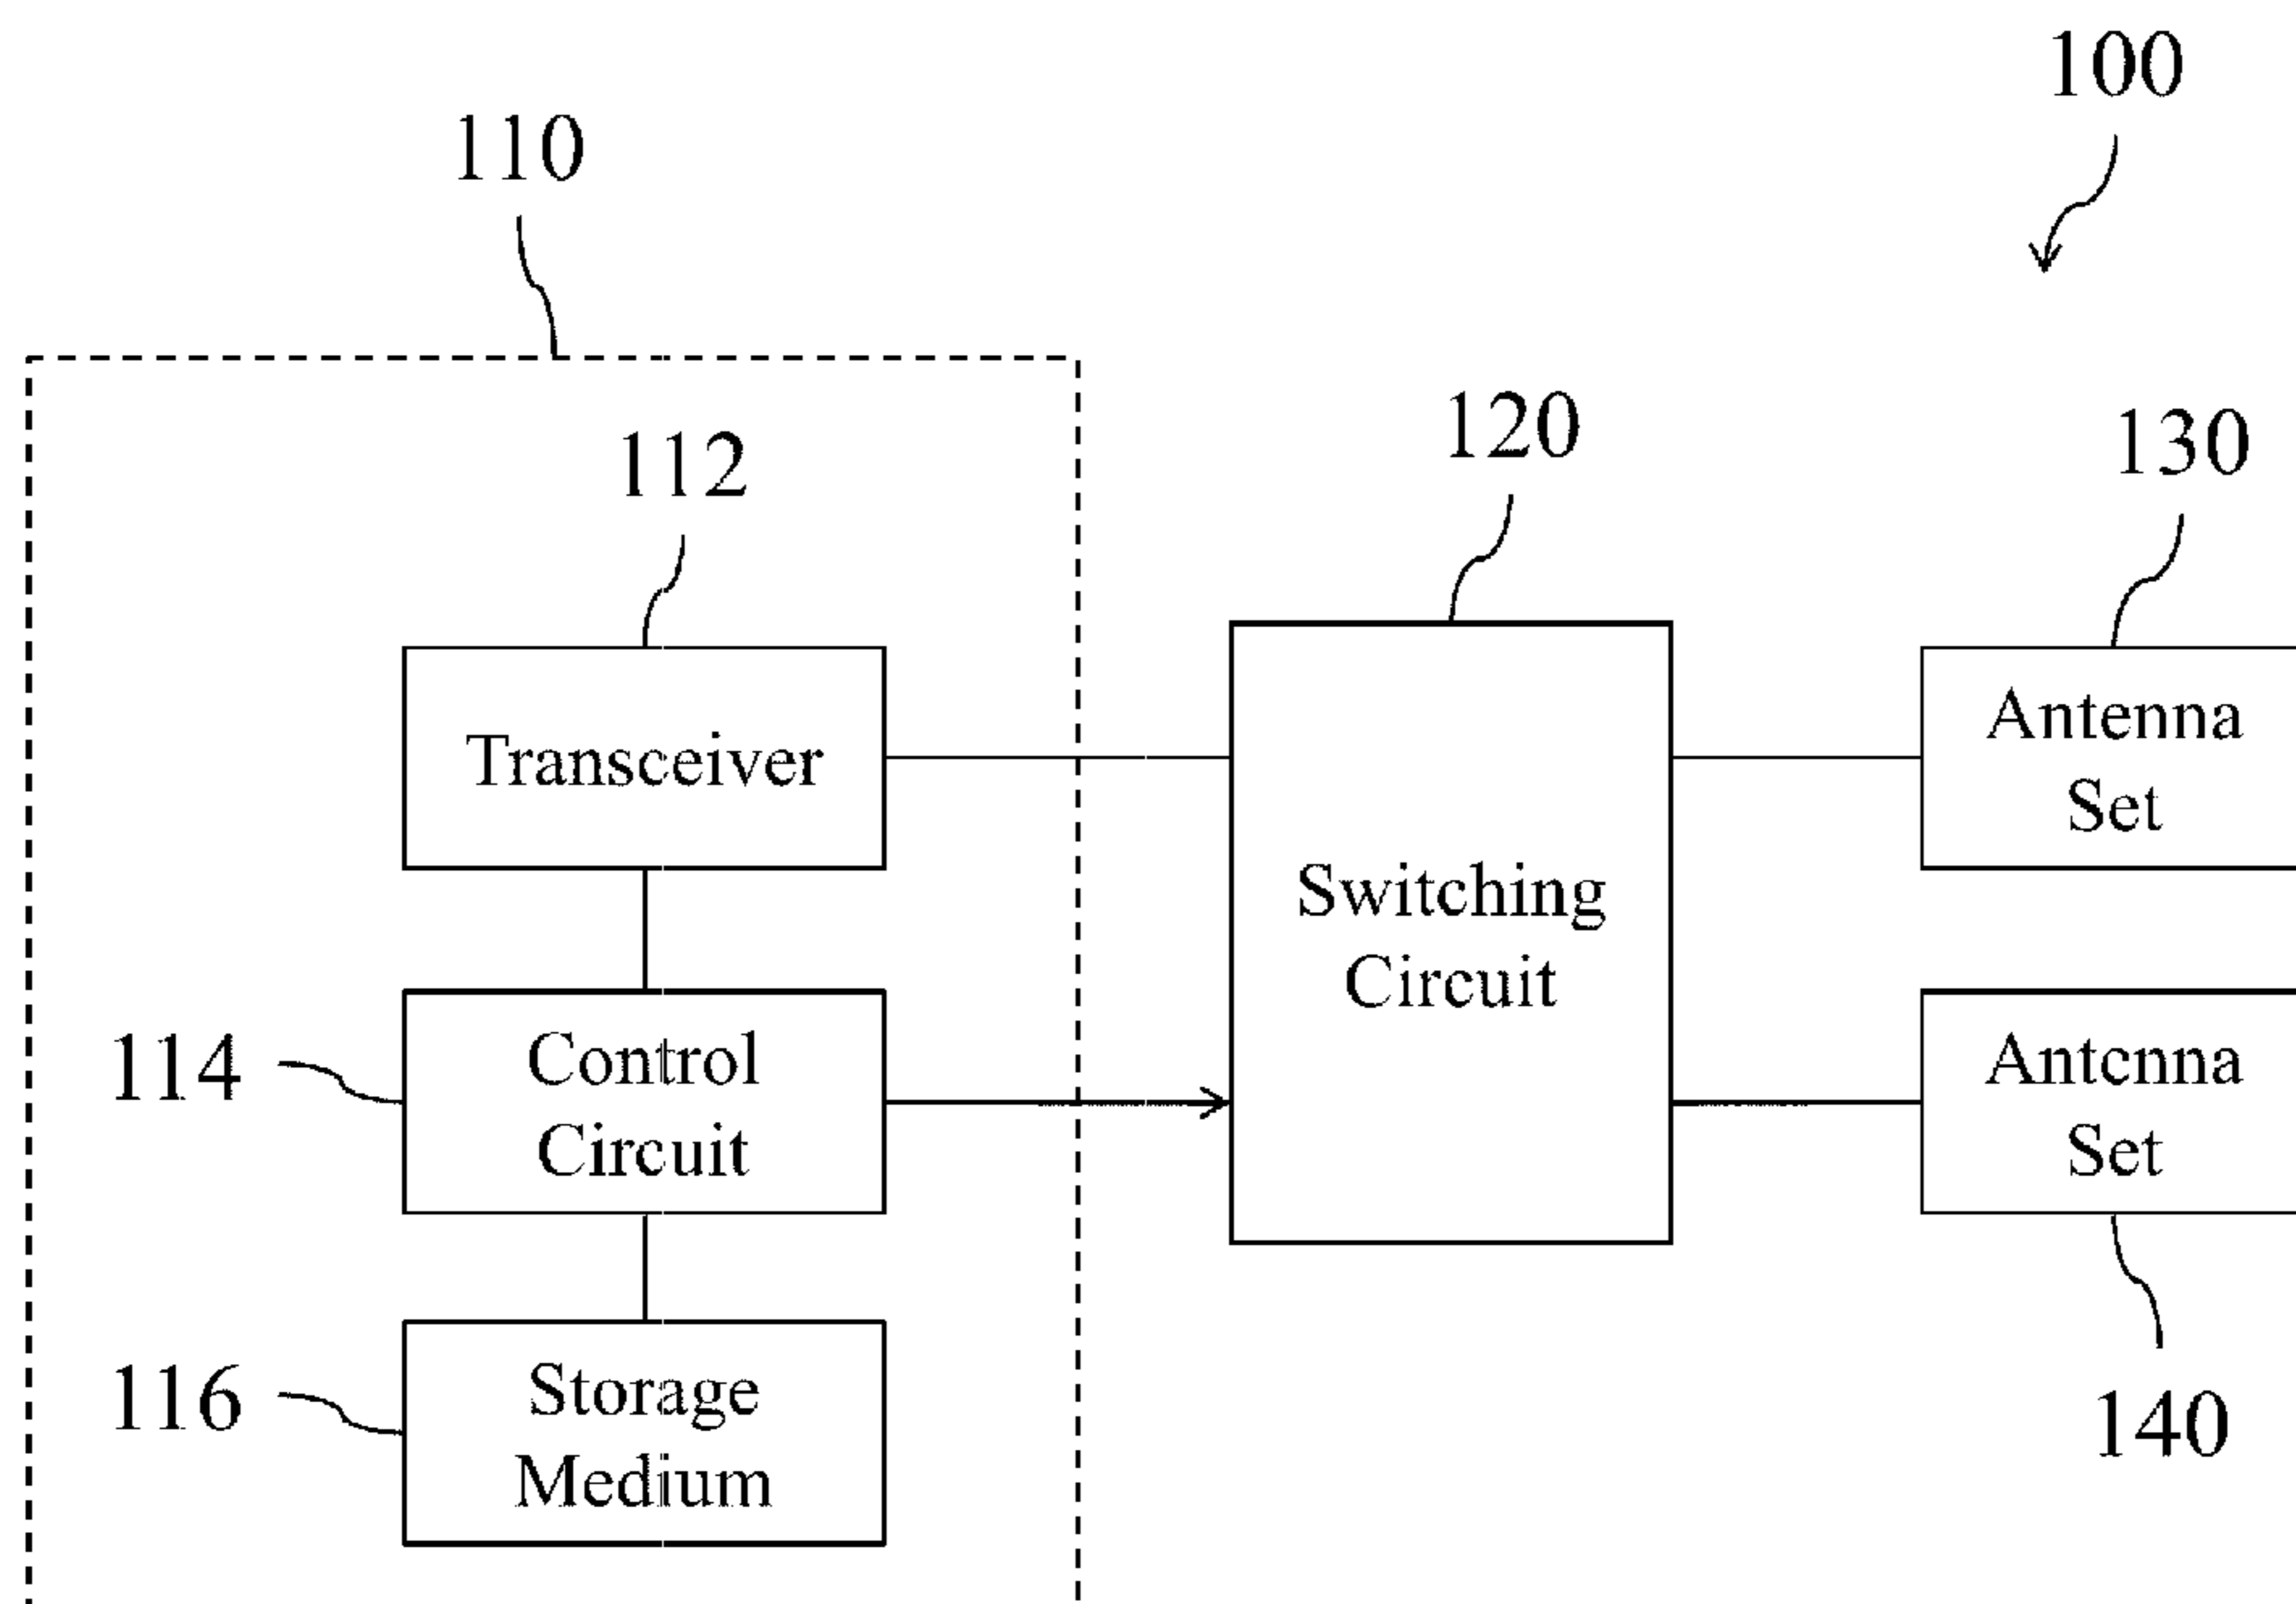 100
110
112
120
130
Transceiver
Antenna
Set
Switching
Circuit
114
Control
Circuit
Antenna
Set
116
Storage
Medium
140